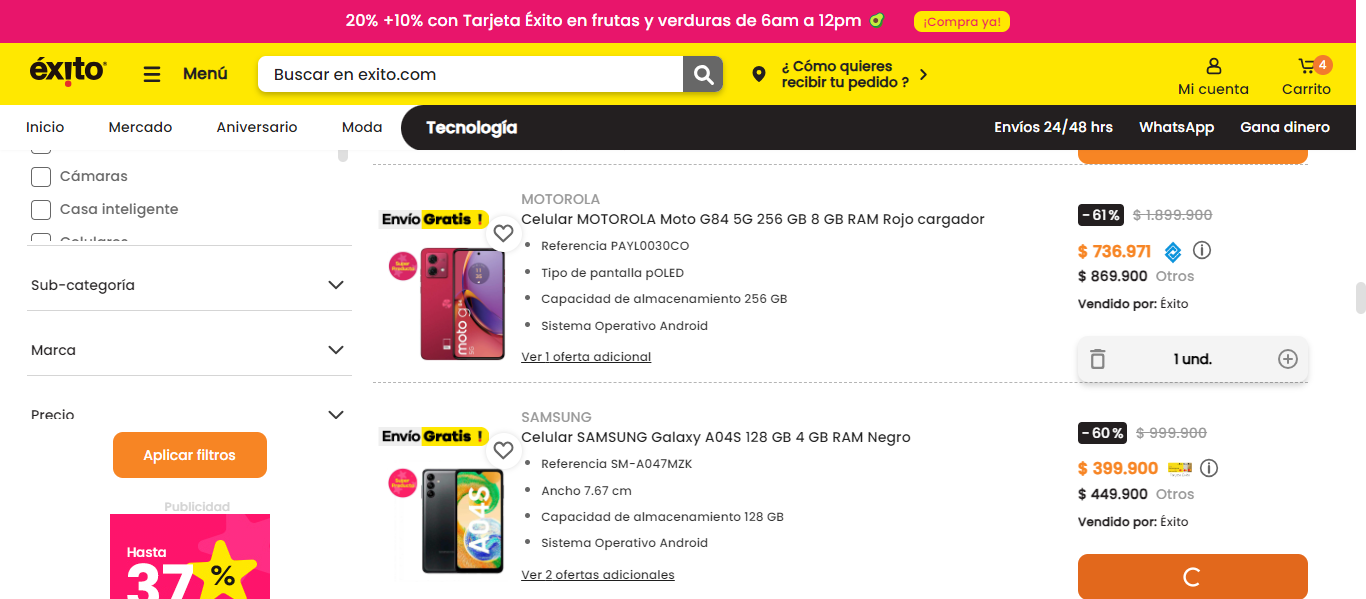 20% +10% con Tarjeta Éxito en frutas y verduras de 6am a 12pm
¡Compra ya!
éxito
Menú
Buscar en exito.com
¿ Cómo quieres
recibir tu pedido ?
Mi cuenta
4
Carrito
Inicio
Mercado
Aniversario
Moda
Tecnología
Envíos 24/48 hrs
WhatsApp
Gana dinero
Cámaras
Casa inteligente
Celulares
Sub-categoría
Marca
Precio
Aplicar filtros
Publicidad
Hasta
37%
Envío Gratis !
Super Producto
moto g
MOTOROLA
Celular MOTOROLA Moto G84 5G 256 GB 8 GB RAM Rojo cargador
Referencia PAYL0030CO
Tipo de pantalla pOLED
Capacidad de almacenamiento 256 GB
Sistema Operativo Android
Ver 1 oferta adicional
-61%
$ 1.899.900
$ 736.971
$ 869.900 Otros
Vendido por: Éxito
1 und.
Envío Gratis !
Super Producto
A04S
SAMSUNG
Celular SAMSUNG Galaxy A04S 128 GB 4 GB RAM Negro
Referencia SM-A047MZK
Ancho 7.67 cm
Capacidad de almacenamiento 128 GB
Sistema Operativo Android
Ver 2 ofertas adicionales
-60%
$ 999.900
$ 399.900
$ 449.900 Otros
Vendido por: Éxito